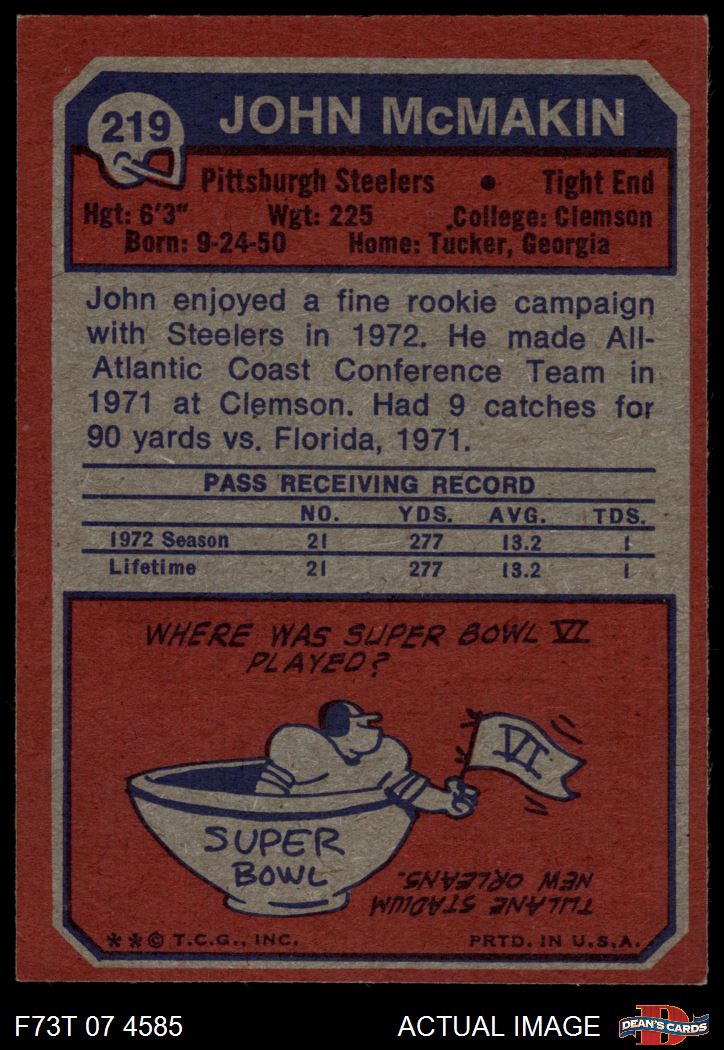 219
JOHN McMAKIN
Pittsburgh Steelers • Tight End
Hgt: 6'3" Wgt: 225 College: Clemson
Born: 9-24-50 Home: Tucker, Georgia
John enjoyed a fine rookie campaign
with Steelers in 1972. He made All-
Atlantic Coast Conference Team in
1971 at Clemson. Had 9 catches for
90 yards vs. Florida, 1971.
PASS RECEIVING RECORD
NO. YDS. AVG. TDS.
1972 Season 21 277 13.2 1
Lifetime 21 277 13.2 1
WHERE WAS SUPER BOWL VI
PLAYED?
VI
SUPER
BOWL
TULANE STADIUM
NEW ORLEANS.
**© T.C.G., INC. PRTD. IN U.S.A.
F73T 07 4585 ACTUAL IMAGE
D
DEAN'S CARDS